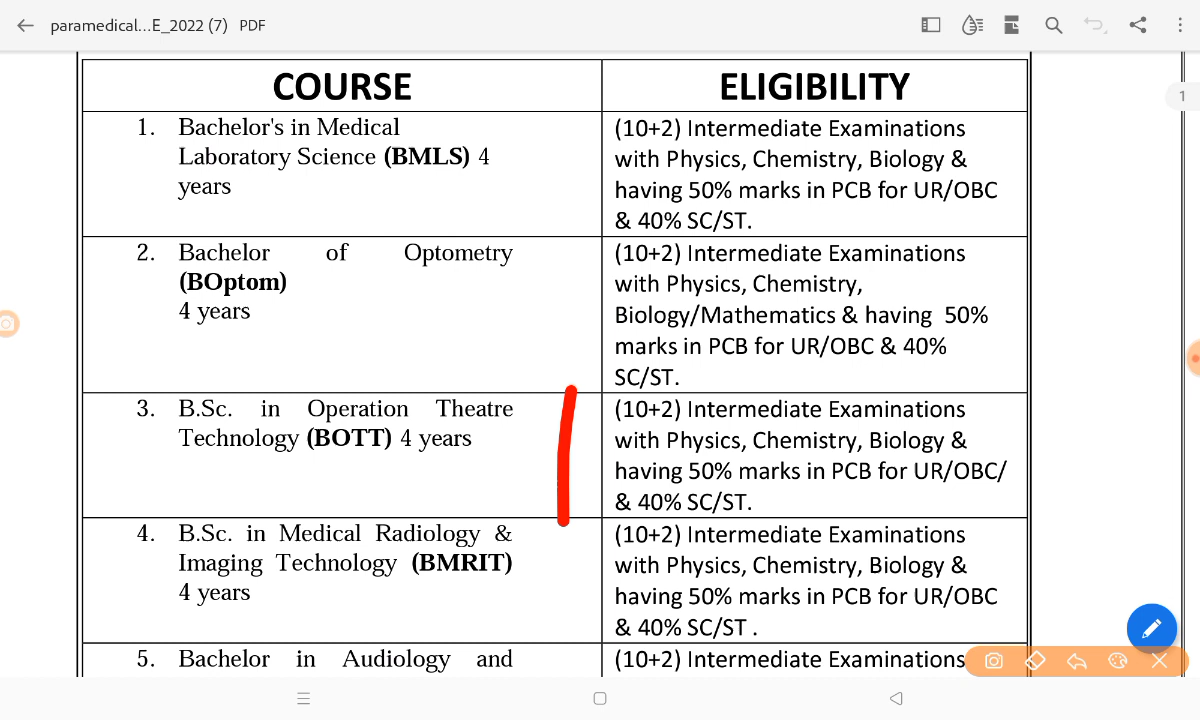 paramedical...E_2022 (7) PDF
1
COURSE
ELIGIBILITY
1. Bachelor's in Medical
Laboratory Science (BMLS) 4
years
(10+2) Intermediate Examinations
with Physics, Chemistry, Biology &
having 50% marks in PCB for UR/OBC
& 40% SC/ST.
2. Bachelor of Optometry
(BOptom)
4 years
(10+2) Intermediate Examinations
with Physics, Chemistry,
Biology/Mathematics & having 50%
marks in PCB for UR/OBC & 40%
SC/ST.
3. B.Sc. in Operation Theatre
Technology (BOTT) 4 years
(10+2) Intermediate Examinations
with Physics, Chemistry, Biology &
having 50% marks in PCB for UR/OBC/
& 40% SC/ST.
4. B.Sc. in Medical Radiology &
Imaging Technology (BMRIT)
4 years
(10+2) Intermediate Examinations
with Physics, Chemistry, Biology &
having 50% marks in PCB for UR/OBC
& 40% SC/ST .
5. Bachelor in Audiology and
(10+2) Intermediate Examinations